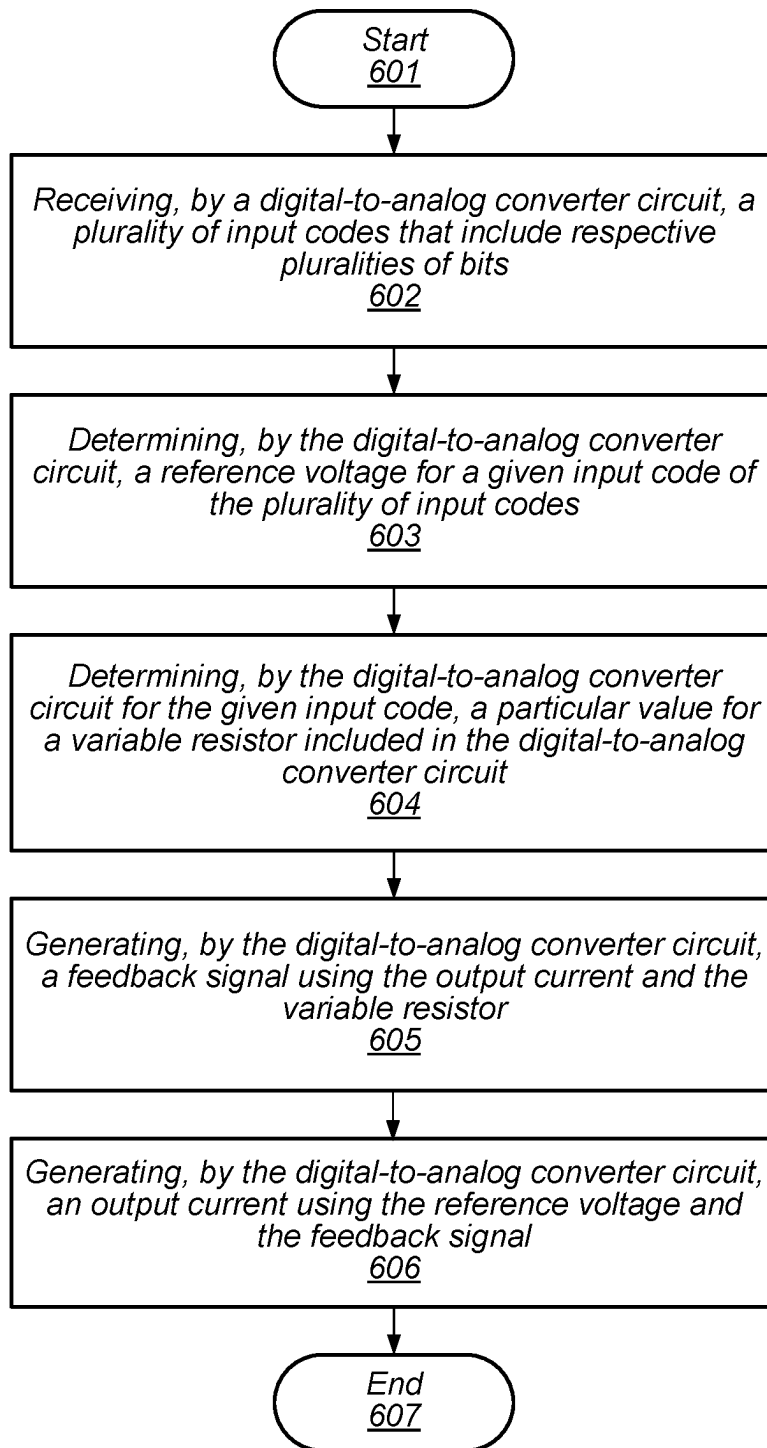 Start
601
Receiving, by a digital-to-analog converter circuit, a
plurality of input codes that include respective
pluralities of bits
602
Determining, by the digital-to-analog converter
circuit, a reference voltage for a given input code of
the plurality of input codes
603
Determining, by the digital-to-analog converter
circuit for the given input code, a particular value for
a variable resistor included in the digital-to-analog
converter circuit
604
Generating, by the digital-to-analog converter circuit,
a feedback signal using the output current and the
variable resistor
605
Generating, by the digital-to-analog converter circuit,
an output current using the reference voltage and
the feedback signal
606
End
607